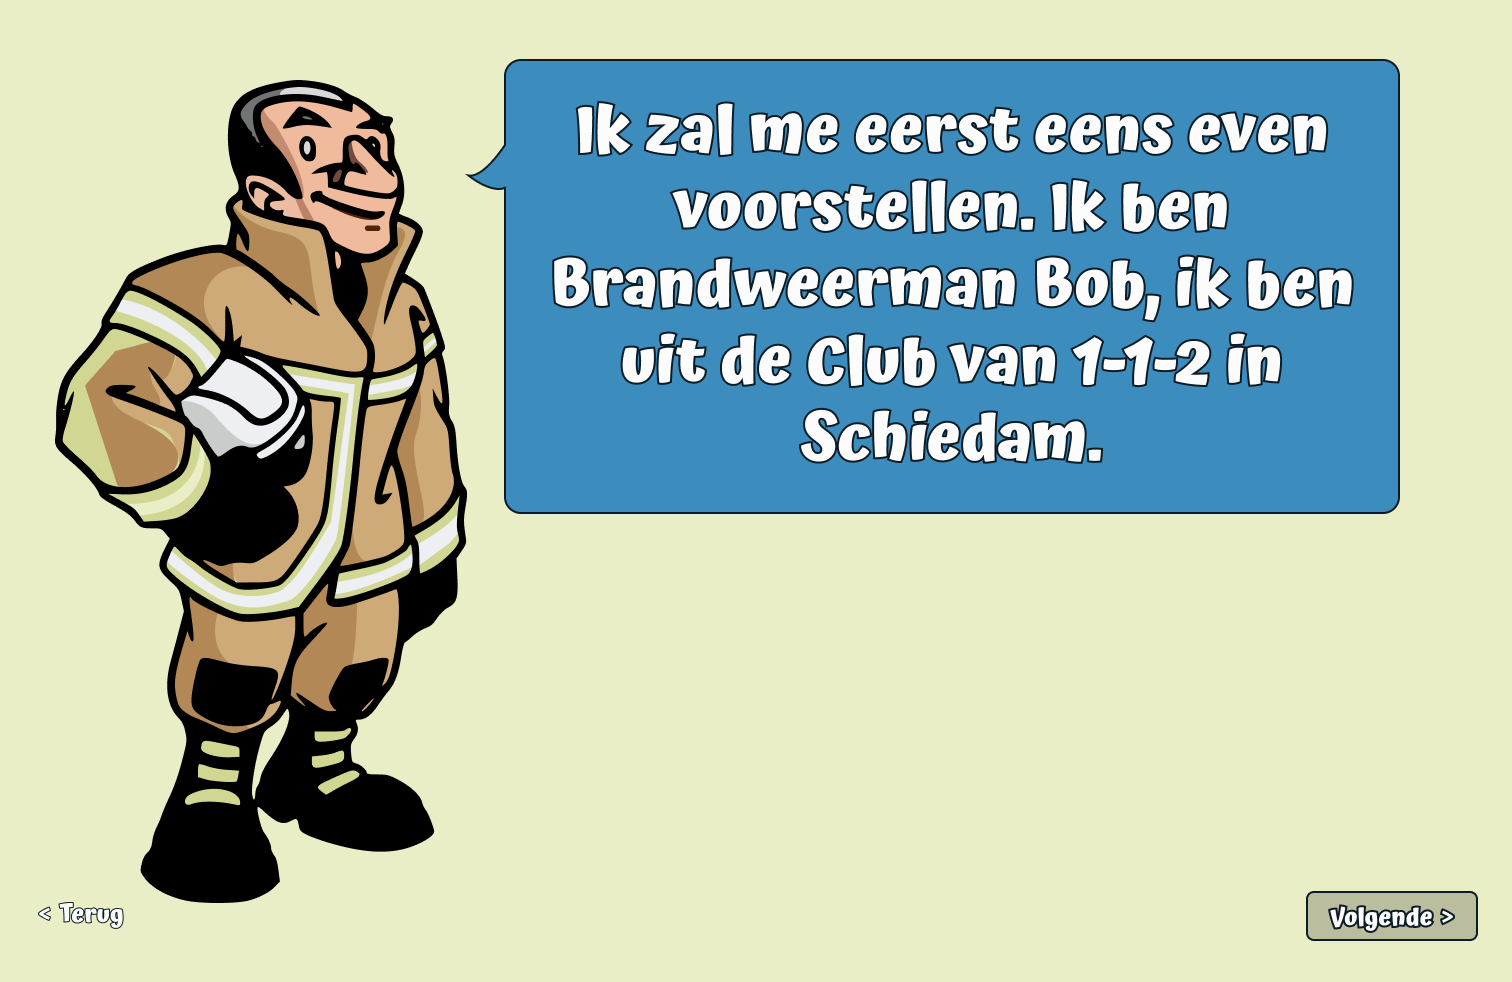 Ik zal me eerst eens even
voorstellen. Ik ben
Brandweerman Bob, ik ben
uit de Club van 1-1-2 in
Schiedam.
< Terug
Volgende >